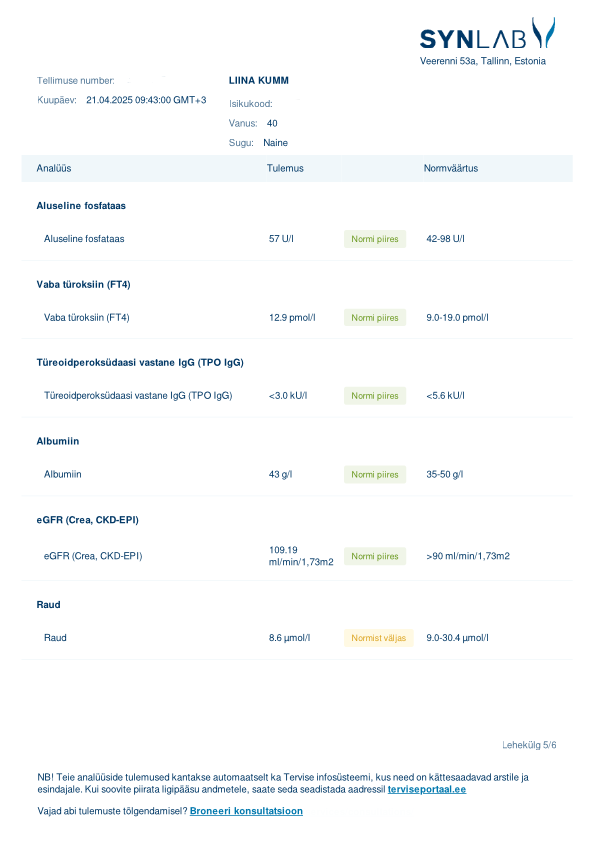 SYNLAB
Veerenni 53a, Tallinn, Estonia
Tellimuse number:
Kuupäev: 21.04.2025 09:43:00 GMT+3
LIINA KUMM
Isikukood:
Vanus: 40
Sugu: Naine
Analüüs Tulemus Normväärtus
Aluseline fosfataas
Aluseline fosfataas 57 U/l Normi piires 42-98 U/l
Vaba türoksiin (FT4)
Vaba türoksiin (FT4) 12.9 pmol/l Normi piires 9.0-19.0 pmol/l
Türeoidperoksüdaasi vastane IgG (TPO IgG)
Türeoidperoksüdaasi vastane IgG (TPO IgG) <3.0 kU/l Normi piires <5.6 kU/l
Albumiin
Albumiin 43 g/l Normi piires 35-50 g/l
eGFR (Crea, CKD-EPI)
eGFR (Crea, CKD-EPI) 109.19 ml/min/1,73m2 Normi piires >90 ml/min/1,73m2
Raud
Raud 8.6 µmol/l Normist väljas 9.0-30.4 µmol/l
Lehekülg 5/6
NB! Teie analüüside tulemused kantakse automaatselt ka Tervise infosüsteemi, kus need on kättesaadavad arstile ja
esindajale. Kui soovite piirata ligipääsu andmetele, saate seda seadistada aadressil terviseportaal.ee
Vajad abi tulemuste tõlgendamisel? Broneeri konsultatsioon